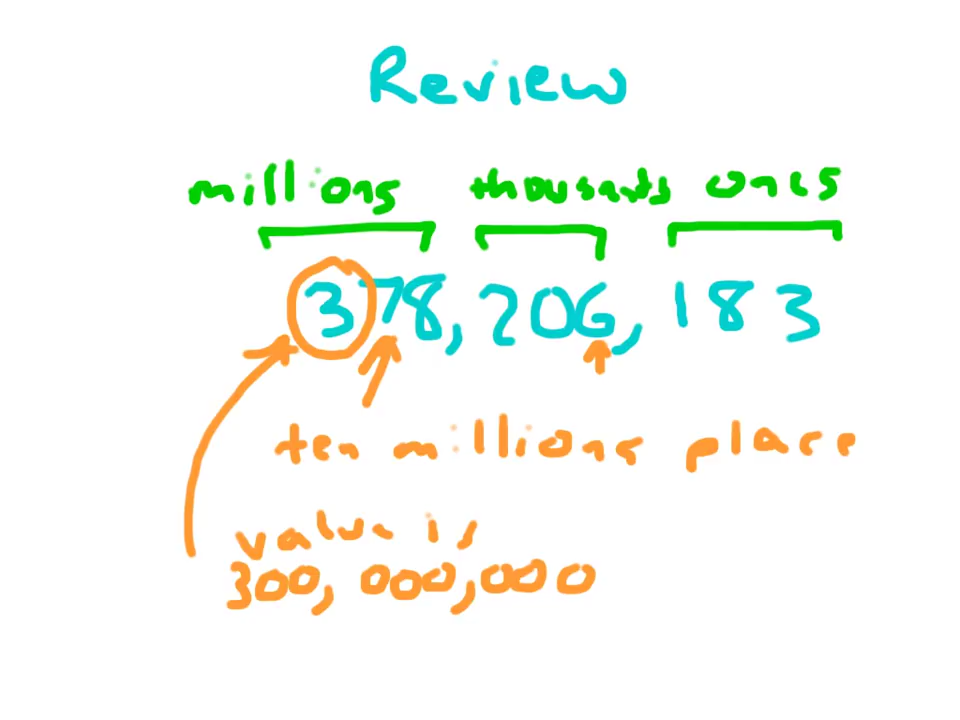 Review
millions thousands ones
378,206,183
ten millions place
value is
300,000,000